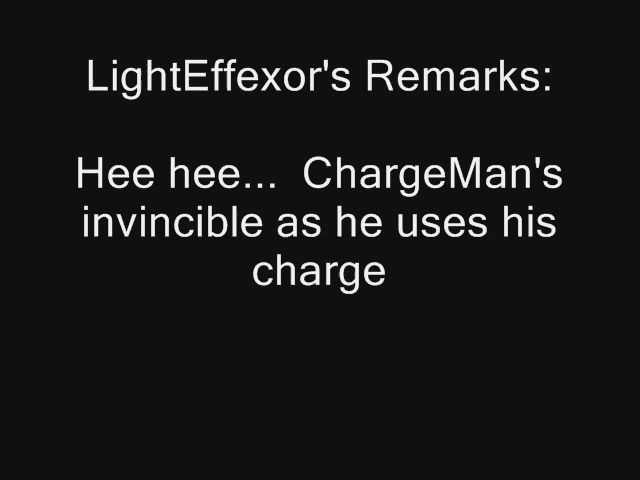 LightEffexor's Remarks:
Hee hee...  ChargeMan's
invincible as he uses his
charge